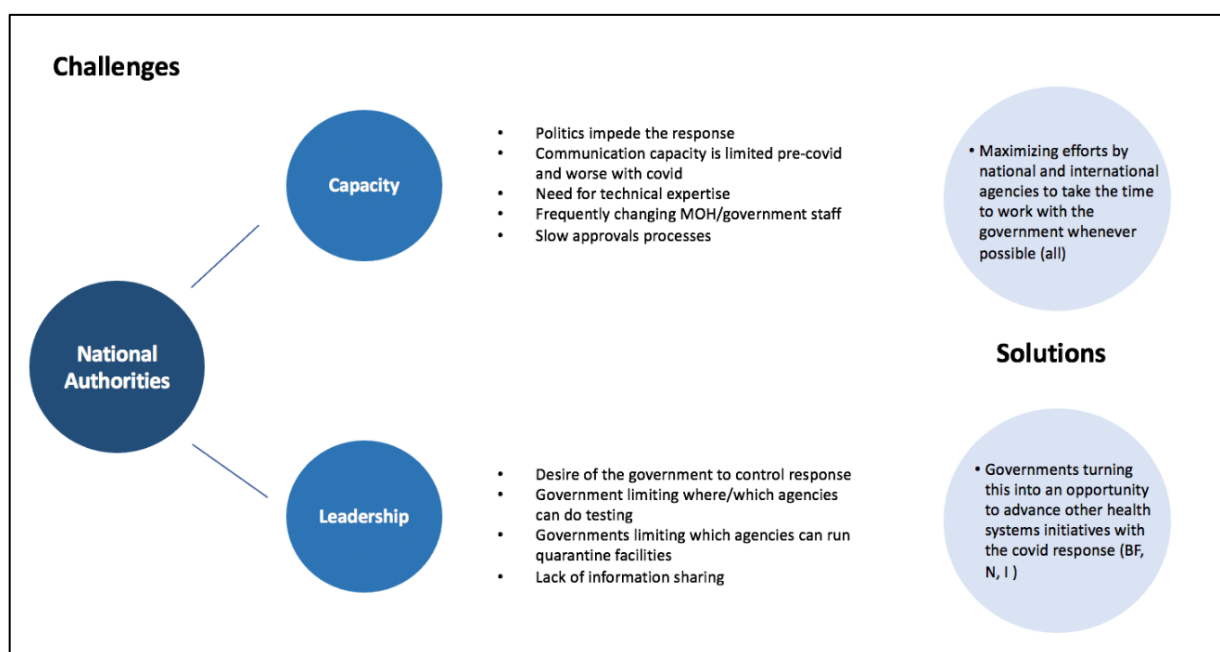 Challenges
Capacity
• Politics impede the response
• Communication capacity is limited pre-covid
and worse with covid
• Need for technical expertise
• Frequently changing MOH/government staff
• Slow approvals processes
• Maximizing efforts by
national and international
agencies to take the time
to work with the
government whenever
possible (all)
National
Authorities
Solutions
Leadership
• Desire of the government to control response
• Government limiting where/which agencies
can do testing
• Governments limiting which agencies can run
quarantine facilities
• Lack of information sharing
• Governments turning
this into an opportunity
to advance other health
systems initiatives with
the covid response (BF,
N, I )